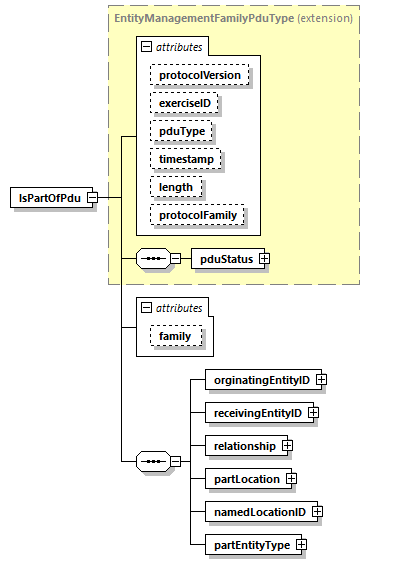 EntityManagementFamilyPduType (extension)
attributes
protocolVersion
exerciseID
pduType
timestamp
length
protocolFamily
IsPartOfPdu
pduStatus
attributes
family
orginatingEntityID
receivingEntityID
relationship
partLocation
namedLocationID
partEntityType